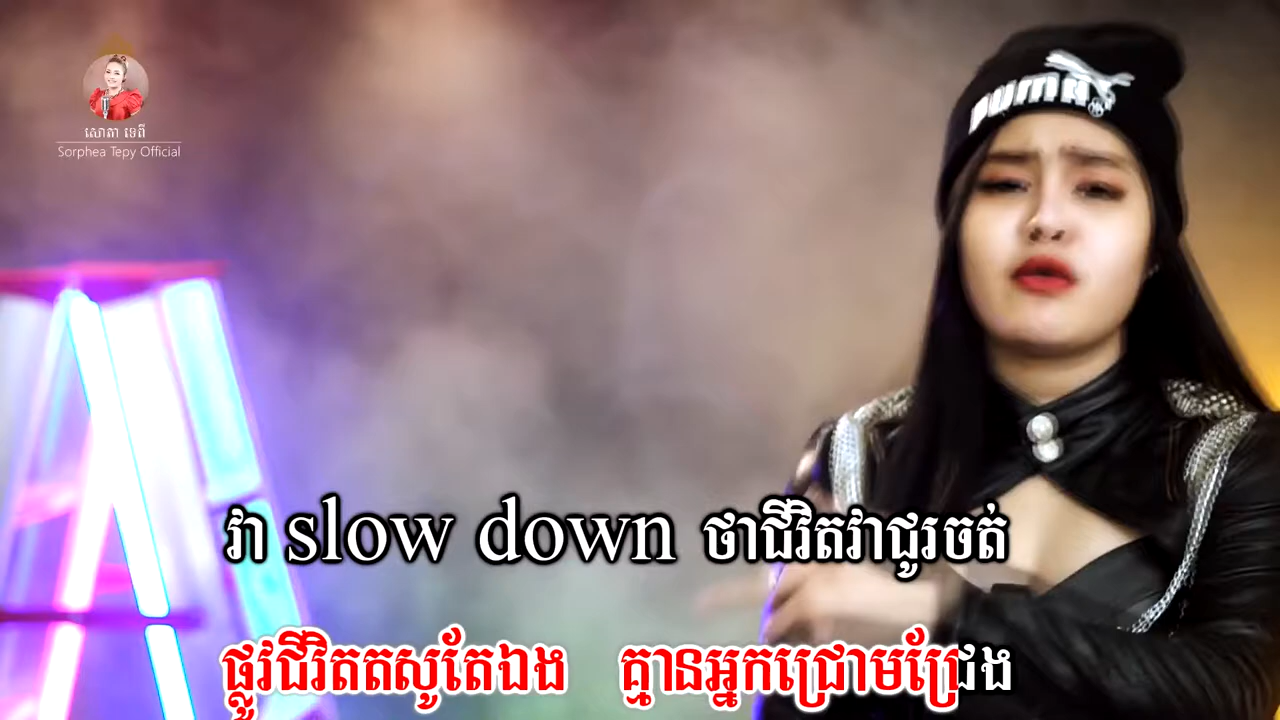 សោភា ទេពី
Sorphea Tepy Official
PUMA
វា slow down ថាជីវិតវាជូរចត់
ផ្លូវជីវិតតស៊ូតែឯង គ្មានអ្នកជ្រោមជ្រែង